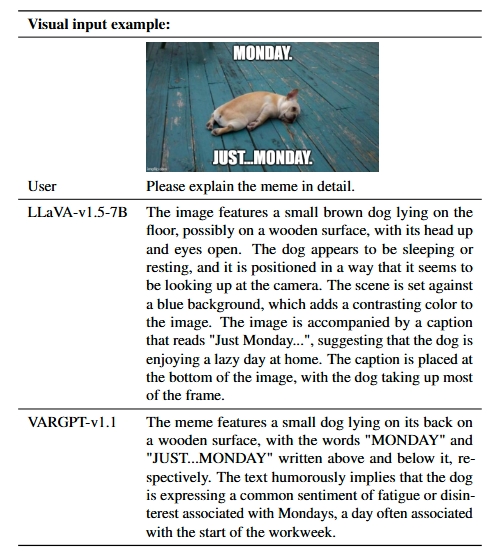 Visual input example:
MONDAY.
JUST...MONDAY.
User Please explain the meme in detail.
LLaVA-v1.5-7B The image features a small brown dog lying on the
floor, possibly on a wooden surface, with its head up
and eyes open. The dog appears to be sleeping or
resting, and it is positioned in a way that it seems to
be looking up at the camera. The scene is set against
a blue background, which adds a contrasting color to
the image. The image is accompanied by a caption
that reads "Just Monday...", suggesting that the dog is
enjoying a lazy day at home. The caption is placed at
the bottom of the image, with the dog taking up most
of the frame.
VARGPT-v1.1 The meme features a small dog lying on its back on
a wooden surface, with the words "MONDAY" and
"JUST...MONDAY" written above and below it, re-
spectively. The text humorously implies that the dog
is expressing a common sentiment of fatigue or disin-
terest associated with Mondays, a day often associated
with the start of the workweek.